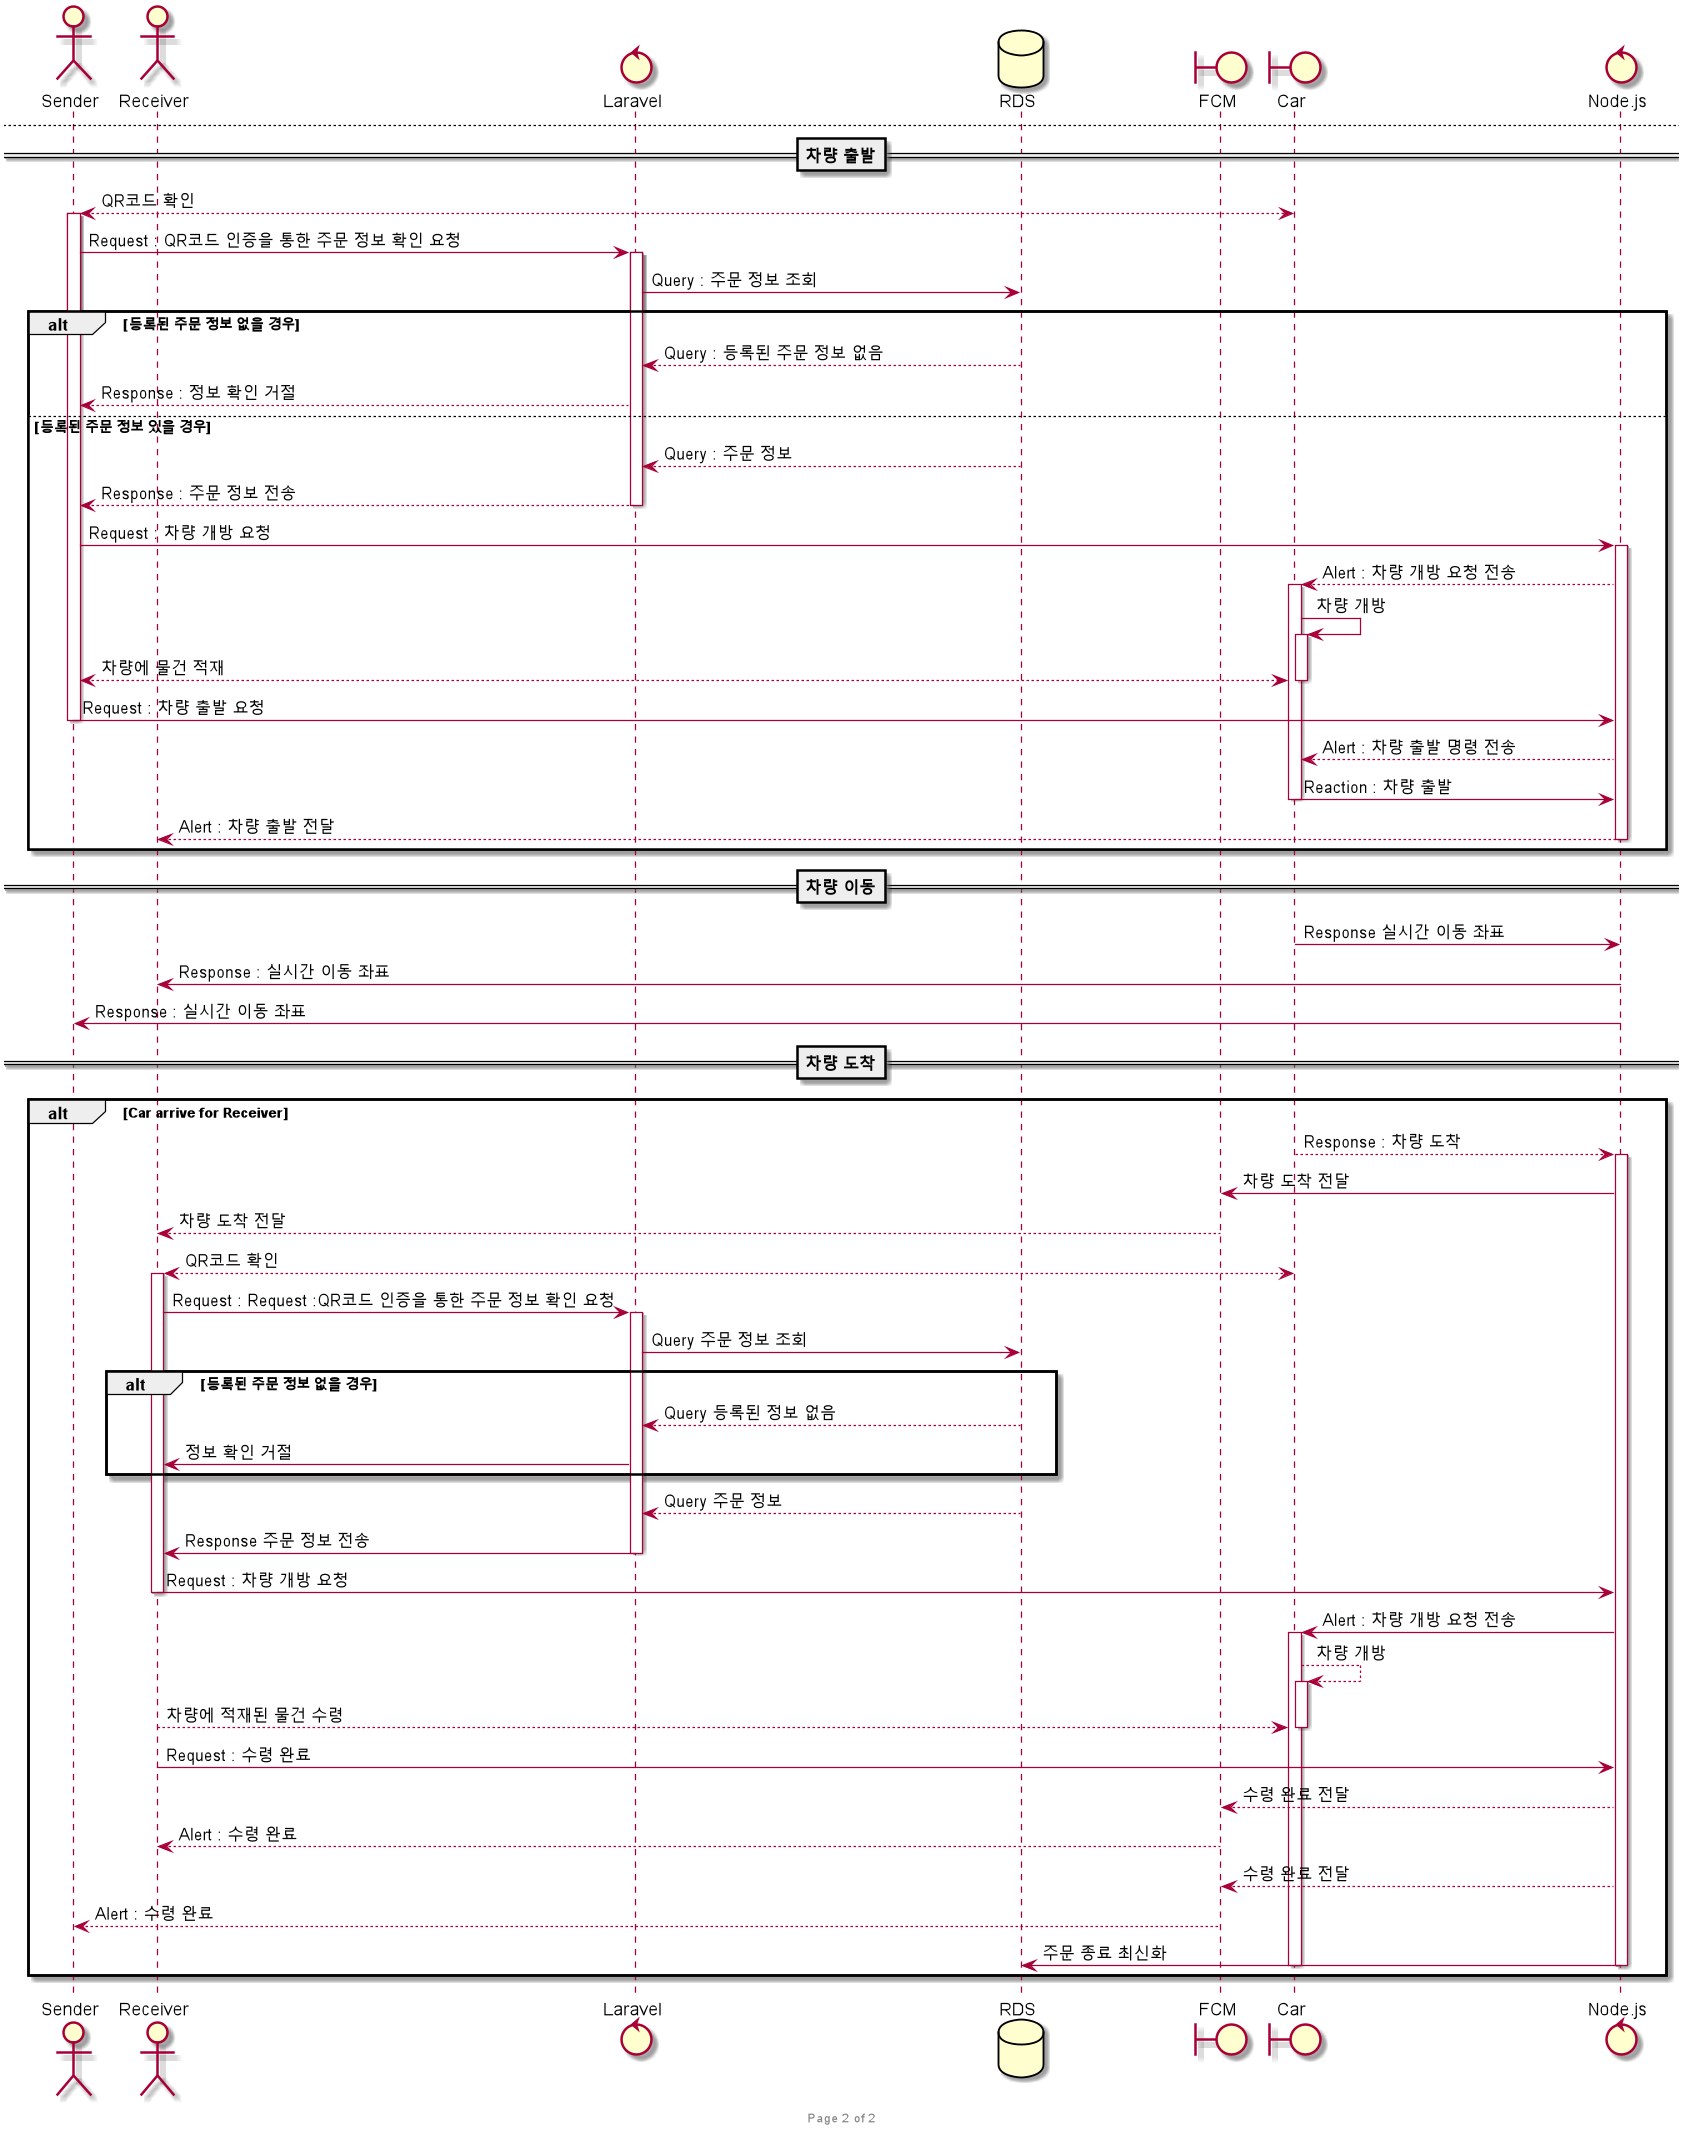 Sender Receiver Laravel RDS FCM Car Node.js
차량 출발
QR코드 확인
Request : QR코드 인증을 통한 주문 정보 확인 요청
Query : 주문 정보 조회
alt [등록된 주문 정보 없을 경우]
Query : 등록된 주문 정보 없음
Response : 정보 확인 거절
[등록된 주문 정보 있을 경우]
Query : 주문 정보
Response : 주문 정보 전송
Request : 차량 개방 요청
Alert : 차량 개방 요청 전송
차량 개방
차량에 물건 적재
Request : 차량 출발 요청
Alert : 차량 출발 명령 전송
Reaction : 차량 출발
Alert : 차량 출발 전달
차량 이동
Response 실시간 이동 좌표
Response : 실시간 이동 좌표
Response : 실시간 이동 좌표
차량 도착
alt [Car arrive for Receiver]
Response : 차량 도착
차량 도착 전달
차량 도착 전달
QR코드 확인
Request : Request :QR코드 인증을 통한 주문 정보 확인 요청
Query 주문 정보 조회
alt [등록된 주문 정보 없을 경우]
Query 등록된 정보 없음
정보 확인 거절
Query 주문 정보
Response 주문 정보 전송
Request : 차량 개방 요청
Alert : 차량 개방 요청 전송
차량 개방
차량에 적재된 물건 수령
Request : 수령 완료
수령 완료 전달
Alert : 수령 완료
수령 완료 전달
Alert : 수령 완료
주문 종료 최신화
Sender Receiver Laravel RDS FCM Car Node.js
Page 2 of 2